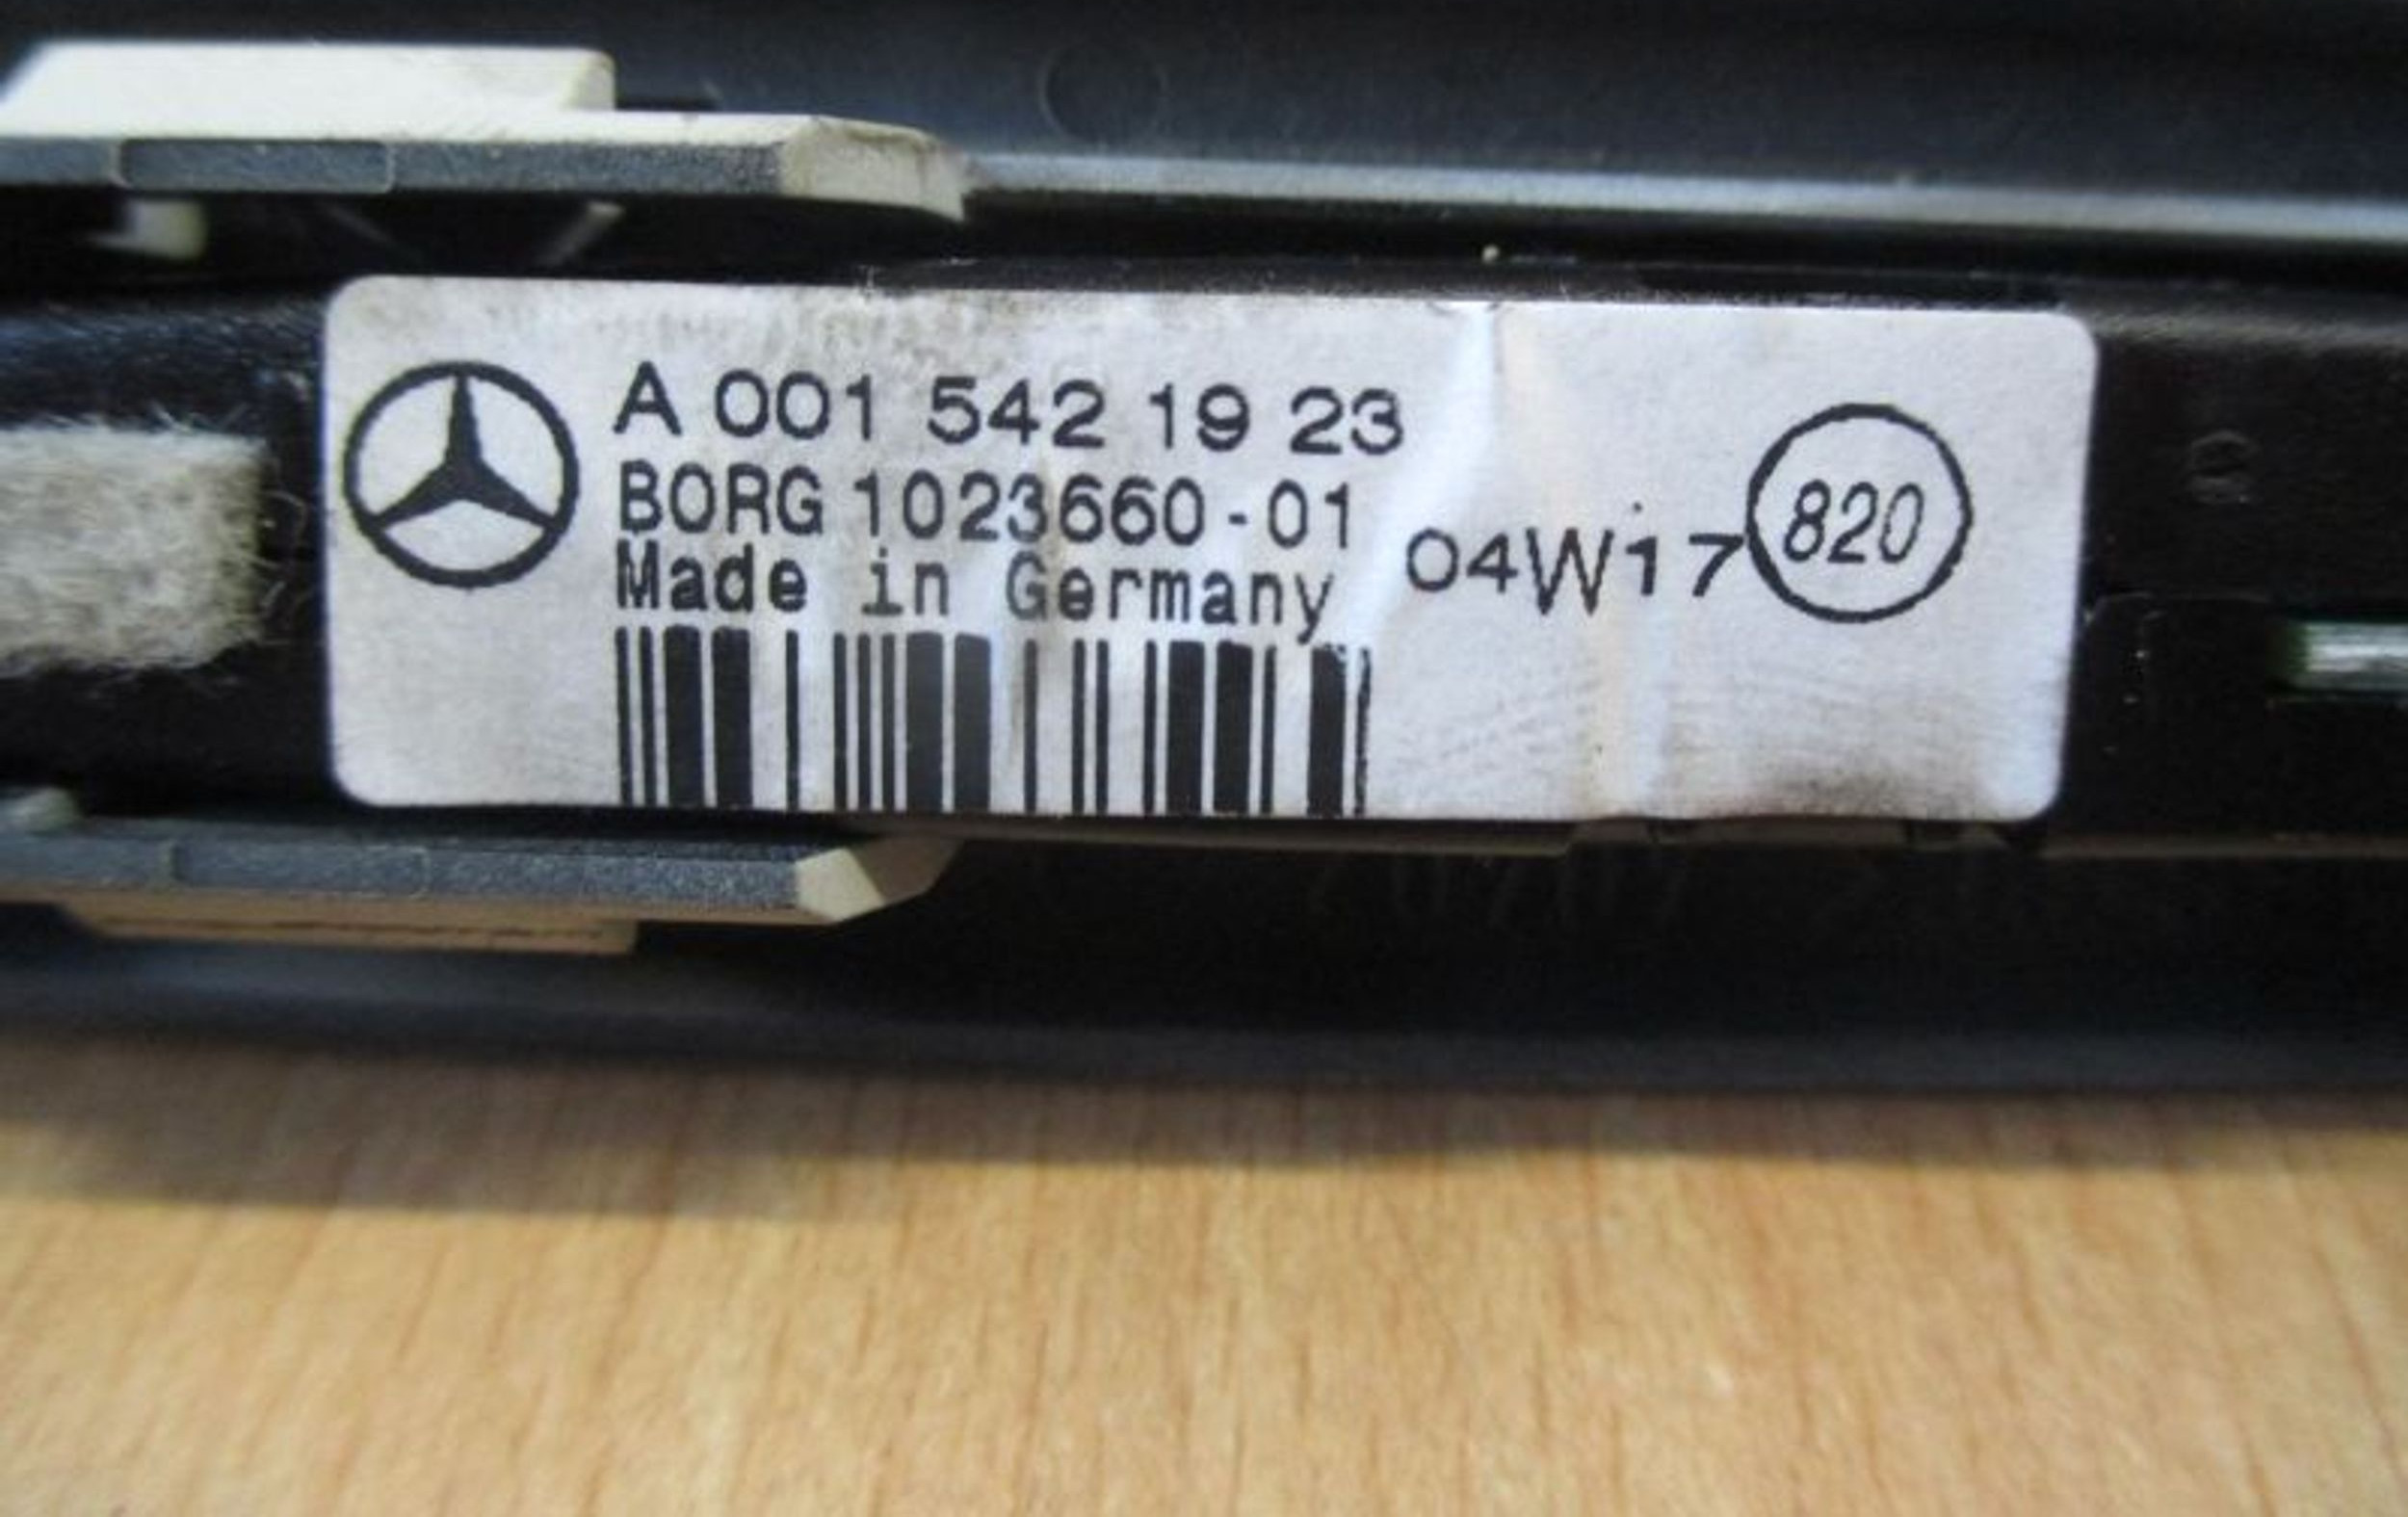 A 001 542 19 23
BORG 1023660-01
Made in Germany
04W17
820